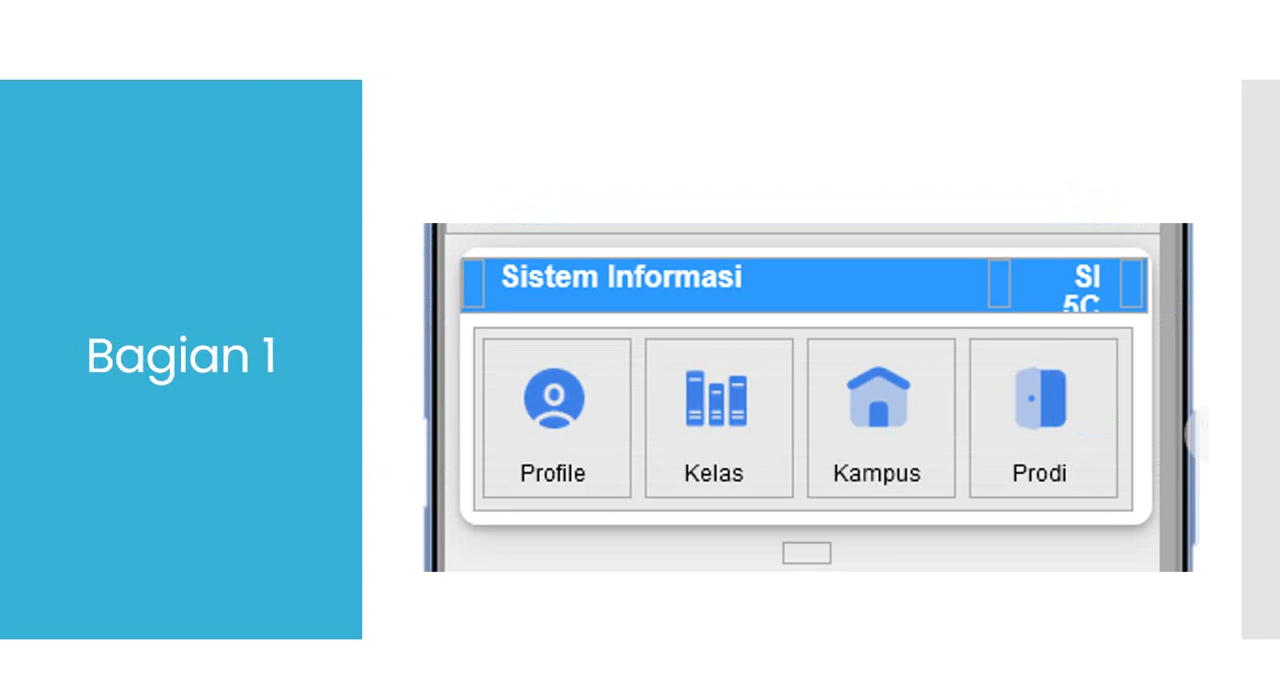 Bagian 1
Sistem Informasi
SI
5C
Profile
Kelas
Kampus
Prodi